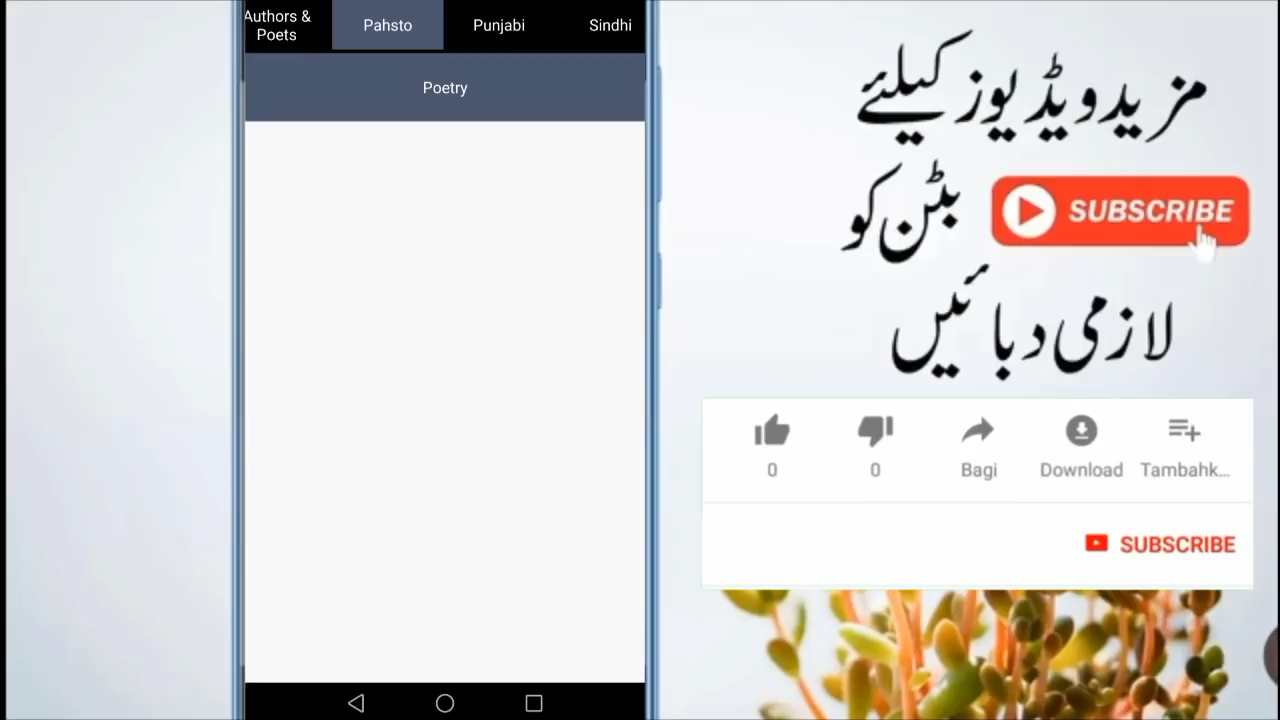 Authors &
Poets
Pahsto
Punjabi
Sindhi
Poetry
مزید ویڈیوز کیلئے
SUBSCRIBE بٹن کو
لازمی دبائیں
0
0
Bagi
Download
Tambahk...
SUBSCRIBE